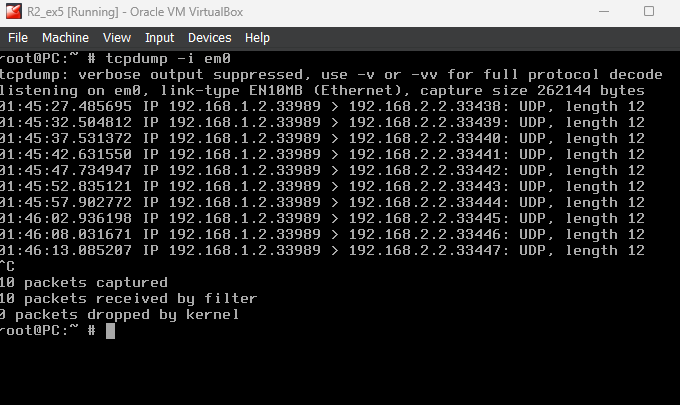 R2_ex5 [Running] - Oracle VM VirtualBox
File Machine View Input Devices Help
root@PC:~ # tcpdump -i em0
tcpdump: verbose output suppressed, use -v or -vv for full protocol decode
listening on em0, link-type EN10MB (Ethernet), capture size 262144 bytes
01:45:27.485695 IP 192.168.1.2.33989 > 192.168.2.2.33438: UDP, length 12
01:45:32.504812 IP 192.168.1.2.33989 > 192.168.2.2.33439: UDP, length 12
01:45:37.531372 IP 192.168.1.2.33989 > 192.168.2.2.33440: UDP, length 12
01:45:42.631550 IP 192.168.1.2.33989 > 192.168.2.2.33441: UDP, length 12
01:45:47.734947 IP 192.168.1.2.33989 > 192.168.2.2.33442: UDP, length 12
01:45:52.835121 IP 192.168.1.2.33989 > 192.168.2.2.33443: UDP, length 12
01:45:57.902772 IP 192.168.1.2.33989 > 192.168.2.2.33444: UDP, length 12
01:46:02.936198 IP 192.168.1.2.33989 > 192.168.2.2.33445: UDP, length 12
01:46:08.031671 IP 192.168.1.2.33989 > 192.168.2.2.33446: UDP, length 12
01:46:13.085207 IP 192.168.1.2.33989 > 192.168.2.2.33447: UDP, length 12
^C
10 packets captured
10 packets received by filter
0 packets dropped by kernel
root@PC:~ #